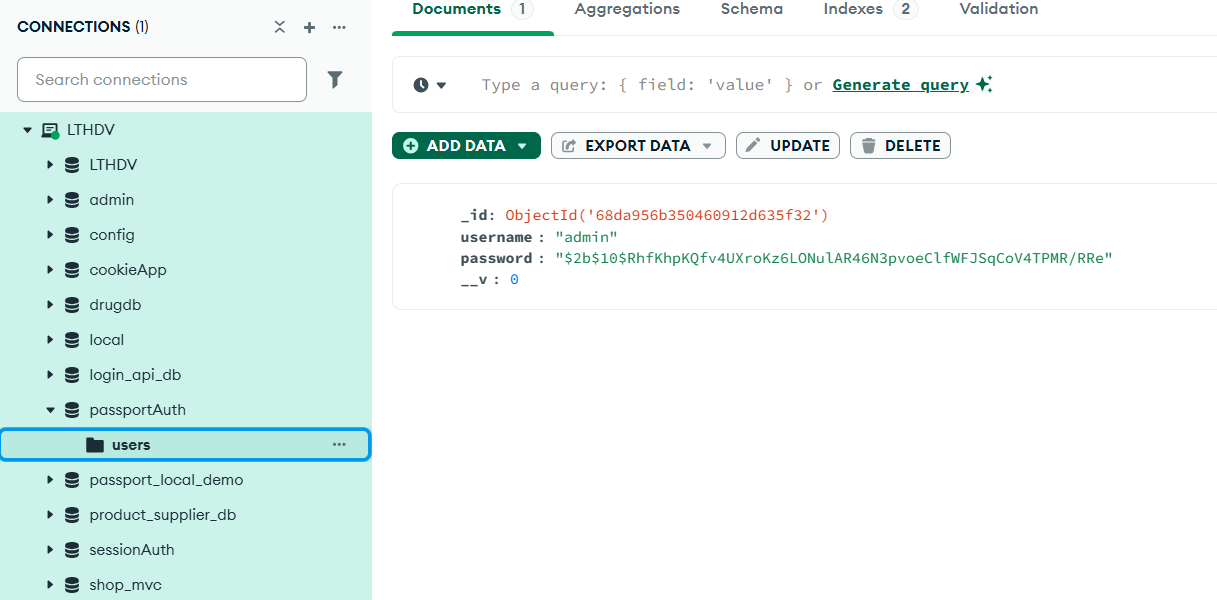 CONNECTIONS (1)
Search connections
LTHDV
LTHDV
admin
config
cookieApp
drugdb
local
login_api_db
passportAuth
users
passport_local_demo
product_supplier_db
sessionAuth
shop_mvc
Documents 1 Aggregations Schema Indexes 2 Validation
Type a query: { field: 'value' } or Generate query
ADD DATA EXPORT DATA UPDATE DELETE
_id: ObjectId('68da956b350460912d635f32')
username : "admin"
password : "$2b$10$RhfKhpKQfv4UXroKz6LONulAR46N3pvoeClfWFJSqCoV4TPMR/RRe"
__v : 0